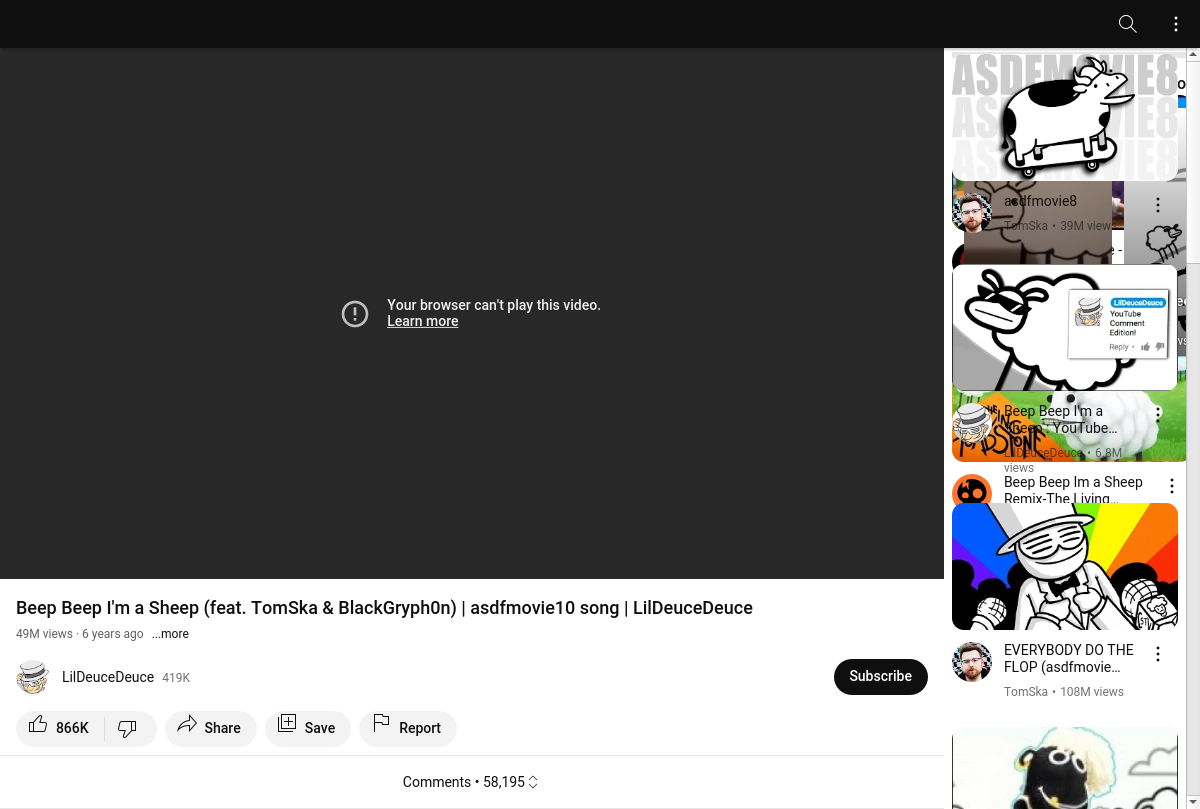 Your browser can't play this video.
Learn more
Beep Beep I'm a Sheep (feat. TomSka & BlackGryph0n) | asdfmovie10 song | LilDeuceDeuce
49M views · 6 years ago ...more
LilDeuceDeuce 419K
Subscribe
866K
Share
Save
Report
Comments • 58,195
ASDFMOVIE8
ASDFMOVIE8
ASDFMOVIE8
asdfmovie8
TomSka • 39M views
LilDeuceDeuce
YouTube
Comment
Edition!
Reply
Beep Beep I'm a
Sheep : YouTube…
LilDeuceDeuce • 6.8M
views
Beep Beep Im a Sheep
Remix-The Living…
EVERYBODY DO THE
FLOP (asdfmovie…
TomSka • 108M views